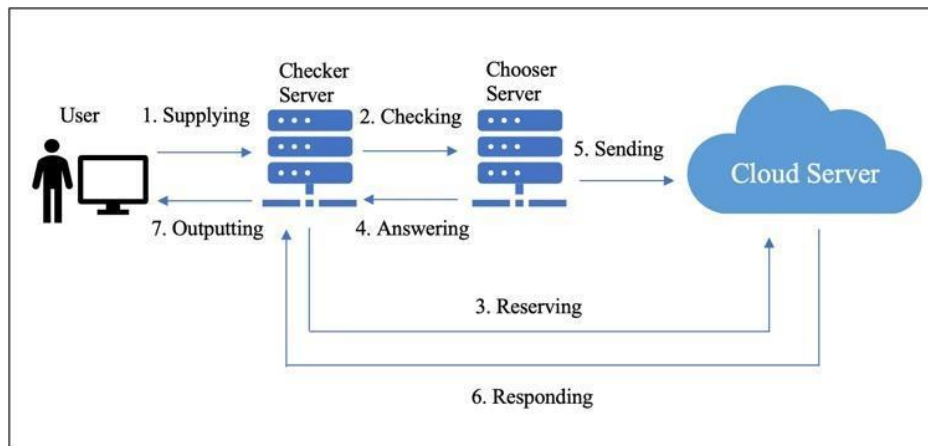 Checker
Server
Chooser
Server
User
1. Supplying
2. Checking
5. Sending
Cloud Server
7. Outputting
4. Answering
3. Reserving
6. Responding